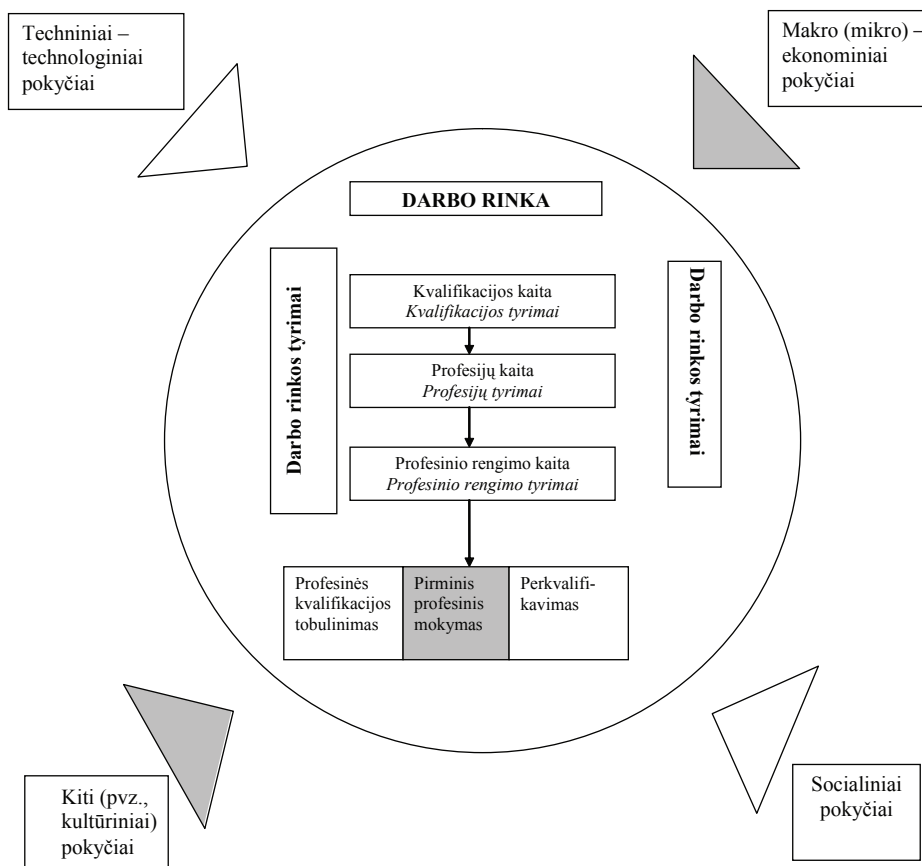 Techniniai –
technologiniai
pokyčiai
Makro (mikro) –
ekonominiai
pokyčiai
DARBO RINKA
Darbo rinkos tyrimai
Kvalifikacijos kaita
Kvalifikacijos tyrimai
Profesijų kaita
Profesijų tyrimai
Profesinio rengimo kaita
Profesinio rengimo tyrimai
Darbo rinkos tyrimai
Profesinės
kvalifikacijos
tobulinimas
Pirminis
profesinis
mokymas
Perkvalifi-
kavimas
Kiti (pvz.,
kultūriniai)
pokyčiai
Socialiniai
pokyčiai